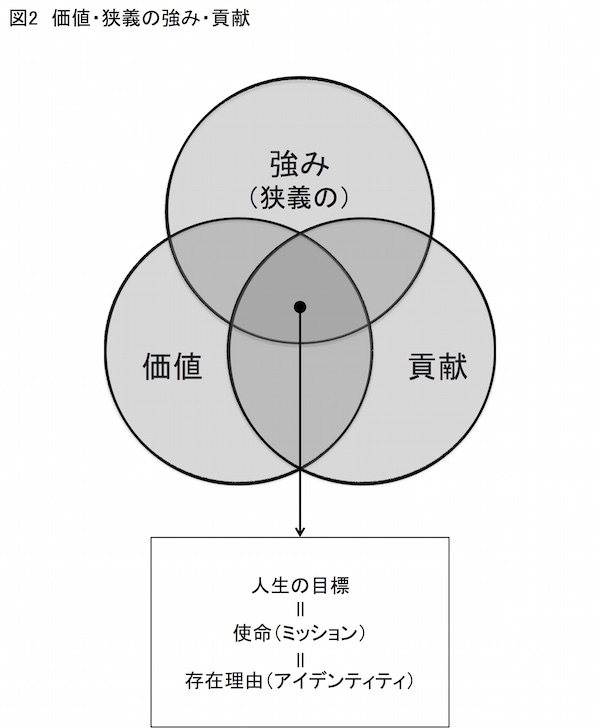 図2 価値・狭義の強み・貢献
強み
(狭義の)
価値
貢献
人生の目標
=
使命(ミッション)
=
存在理由(アイデンティティ)